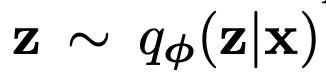 𝐳 ∼ q𝝓(𝐳|𝐱)